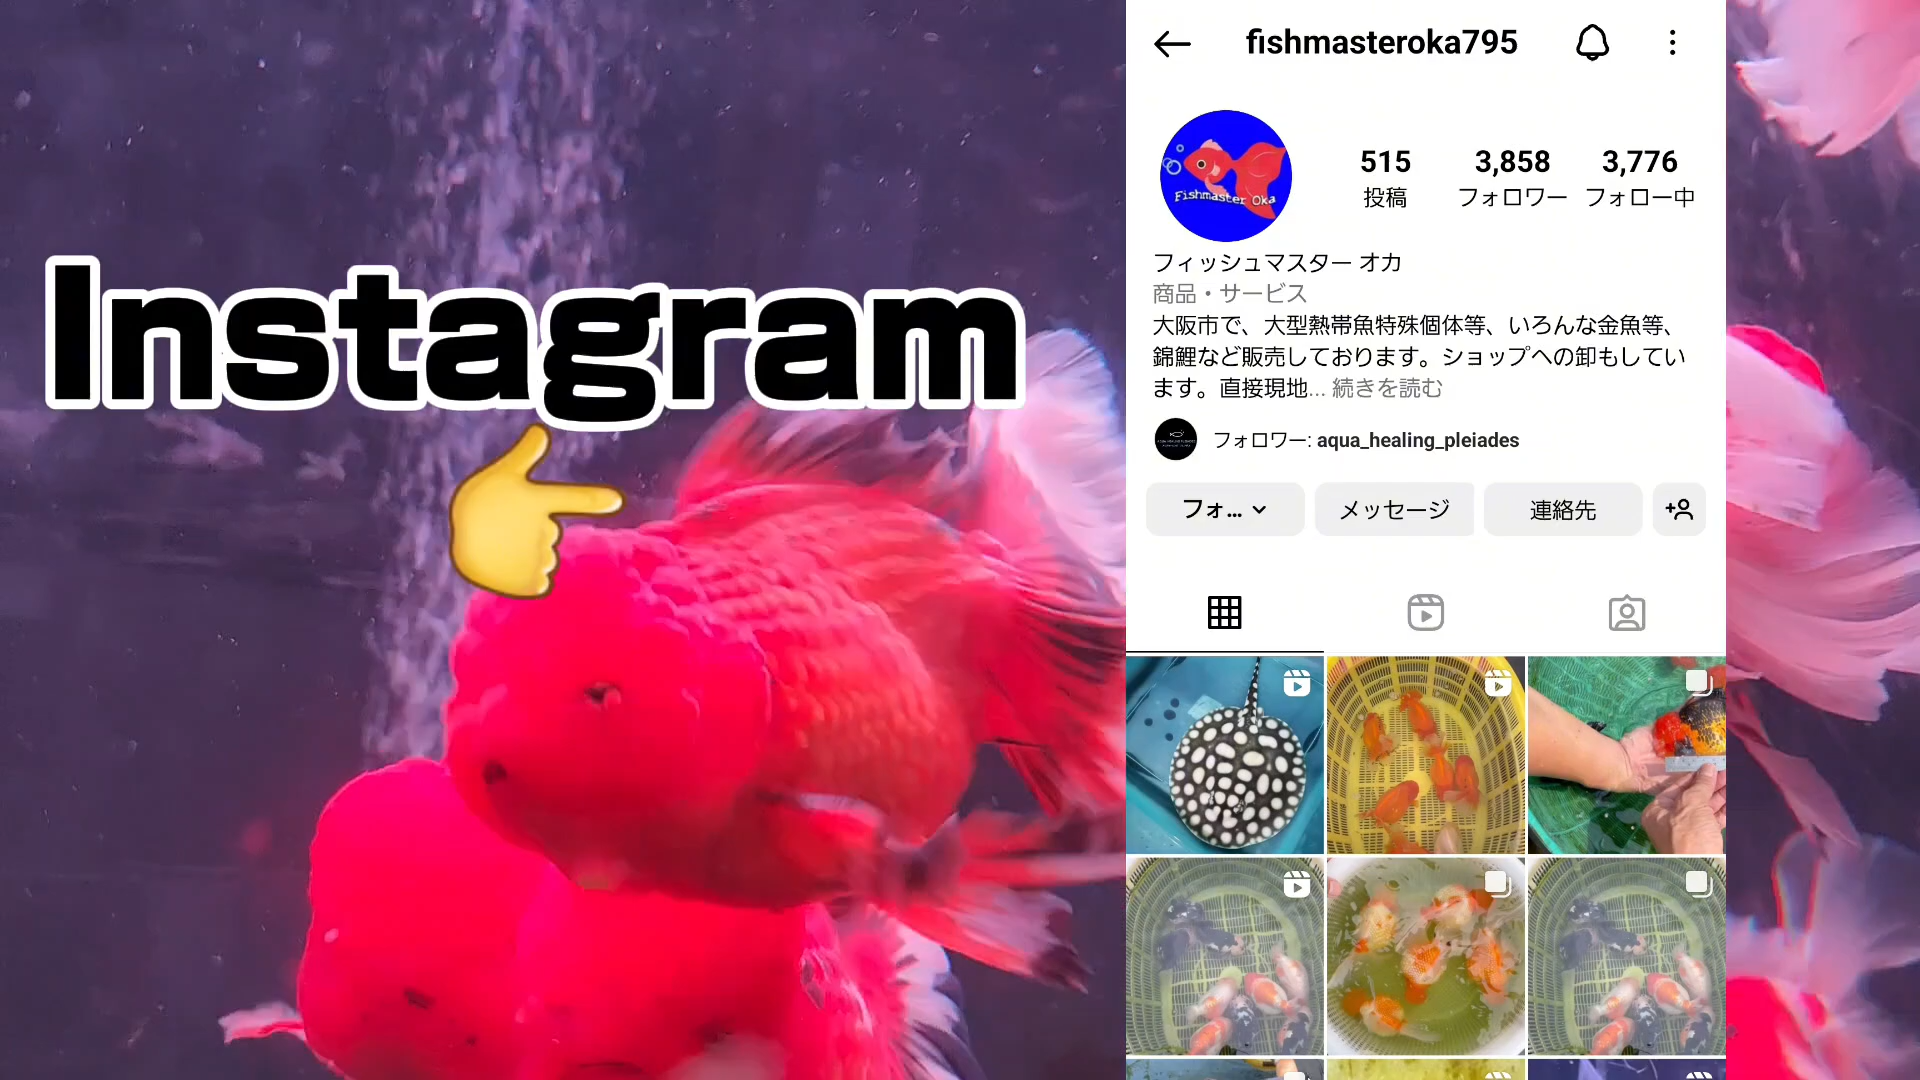 Instagram
fishmasteroka795
Fishmaster Oka
515
3,858
3,776
投稿
フォロワー
フォロー中
フィッシュマスター オカ
商品・サービス
大阪市で、大型熱帯魚特殊個体等、いろんな金魚等、
錦鯉など販売しております。ショップへの卸もしてい
ます。直接現地... 続きを読む
フォロワー: aqua_healing_pleiades
フォ...
メッセージ
連絡先